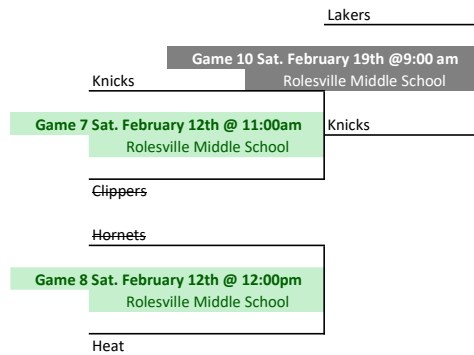 Lakers
Game 10 Sat. February 19th @9:00 am
Rolesville Middle School
Knicks
Game 7 Sat. February 12th @ 11:00am
Knicks
Rolesville Middle School
Clippers
Hornets
Game 8 Sat. February 12th @ 12:00pm
Rolesville Middle School
Heat